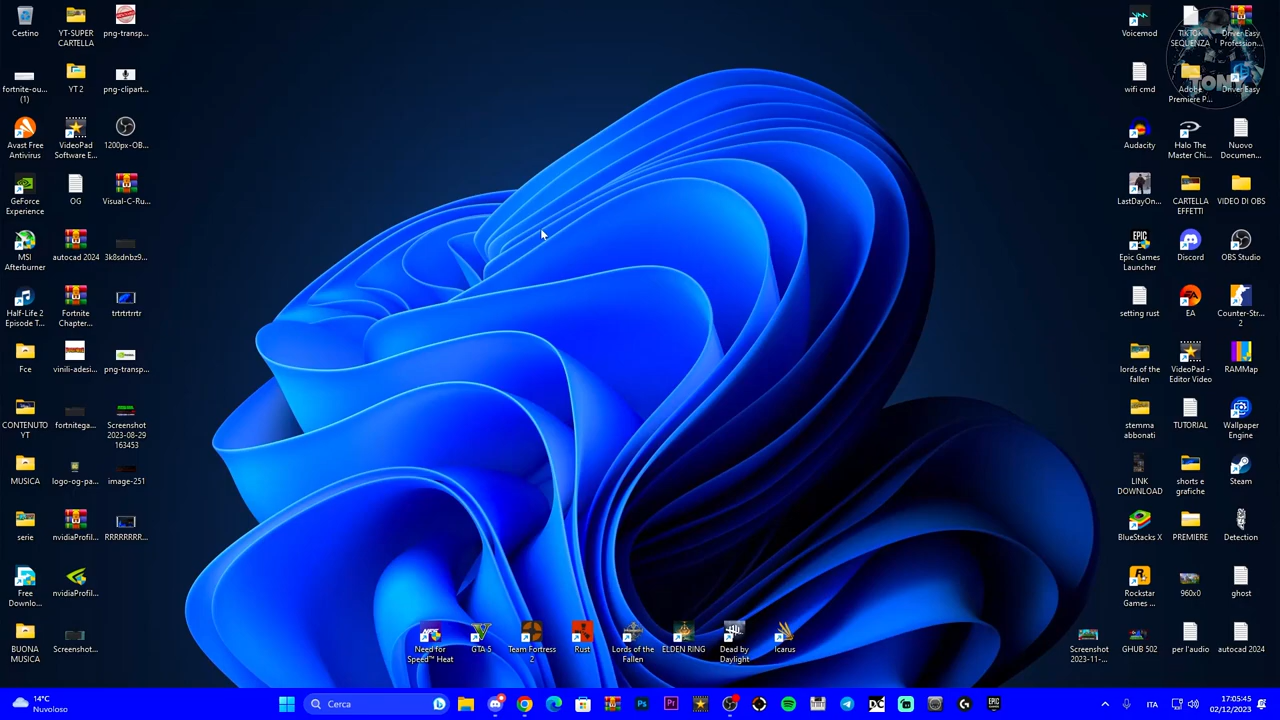 Cestino
YT-SUPER
CARTELLA
png-transp...
fortnite-ou...
(1)
YT 2
png-clipart...
Avast Free
Antivirus
VideoPad
Software E...
1200px-OB...
GeForce
Experience
OG
Visual-C-Ru...
MSI
Afterburner
autocad 2024
3k8sdnbz9...
Half-Life 2
Episode T...
Fortnite
Chapter...
trtrtrtrtr
Fce
vinili-adesi...
png-transp...
CONTENUTO
YT
fortnitega...
Screenshot
2023-08-29
163453
MUSICA
logo-og-pa...
image-251
serie
nvidiaProfil...
RRRRRRRR...
Free
Downlo...
nvidiaProfil...
BUONA
MUSICA
Screenshot...
Need for
Speed™ Heat
GTA 5
Team Fortress
2
Rust
Lords of the
Fallen
ELDEN RING
Dead by
Daylight
Icarus
Voicemod
TIKTOK
SEQUENZA
Driver Easy
Profession...
wifi cmd
Adobe
Premiere P...
Driver Easy
TONY
Audacity
Halo The
Master Chi...
Nuovo
Documen...
LastDayOn...
CARTELLA
EFFETTI
VIDEO DI OBS
EPIC
GAMES
Epic Games
Launcher
Discord
OBS Studio
setting rust
EA
Counter-Str...
2
lords of the
fallen
VideoPad -
Editor Video
RAMMap
stemma
abbonati
TUTORIAL
Wallpaper
Engine
LINK
DOWNLOAD
shorts e
grafiche
Steam
BlueStacks X
PREMIERE
Detection
Rockstar
Games ...
960x0
ghost
Screenshot
2023-11-...
GHUB 502
per l'audio
autocad 2024
14°C
Nuvoloso
Cerca
ITA
17:05:45
02/12/2023